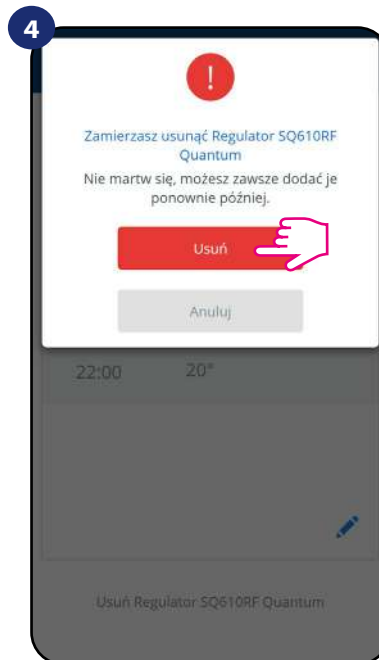 4
!
Zamierzasz usunąć Regulator SQ610RF
Quantum
Nie martw się, możesz zawsze dodać je
ponownie później.
Usuń
Anuluj
22:00 20°
Usuń Regulator SQ610RF Quantum